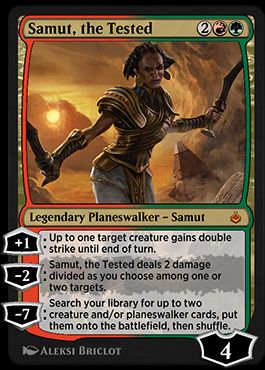 Samut, the Tested 2
Legendary Planeswalker ~ Samut
+1 : Up to one target creature gains double
strike until end of turn.
-2 : Samut, the Tested deals 2 damage
divided as you choose among one or
two targets.
-7 : Search your library for up to two
creature and/or planeswalker cards, put
them onto the battlefield, then shuffle.
4
Aleksi Briclot